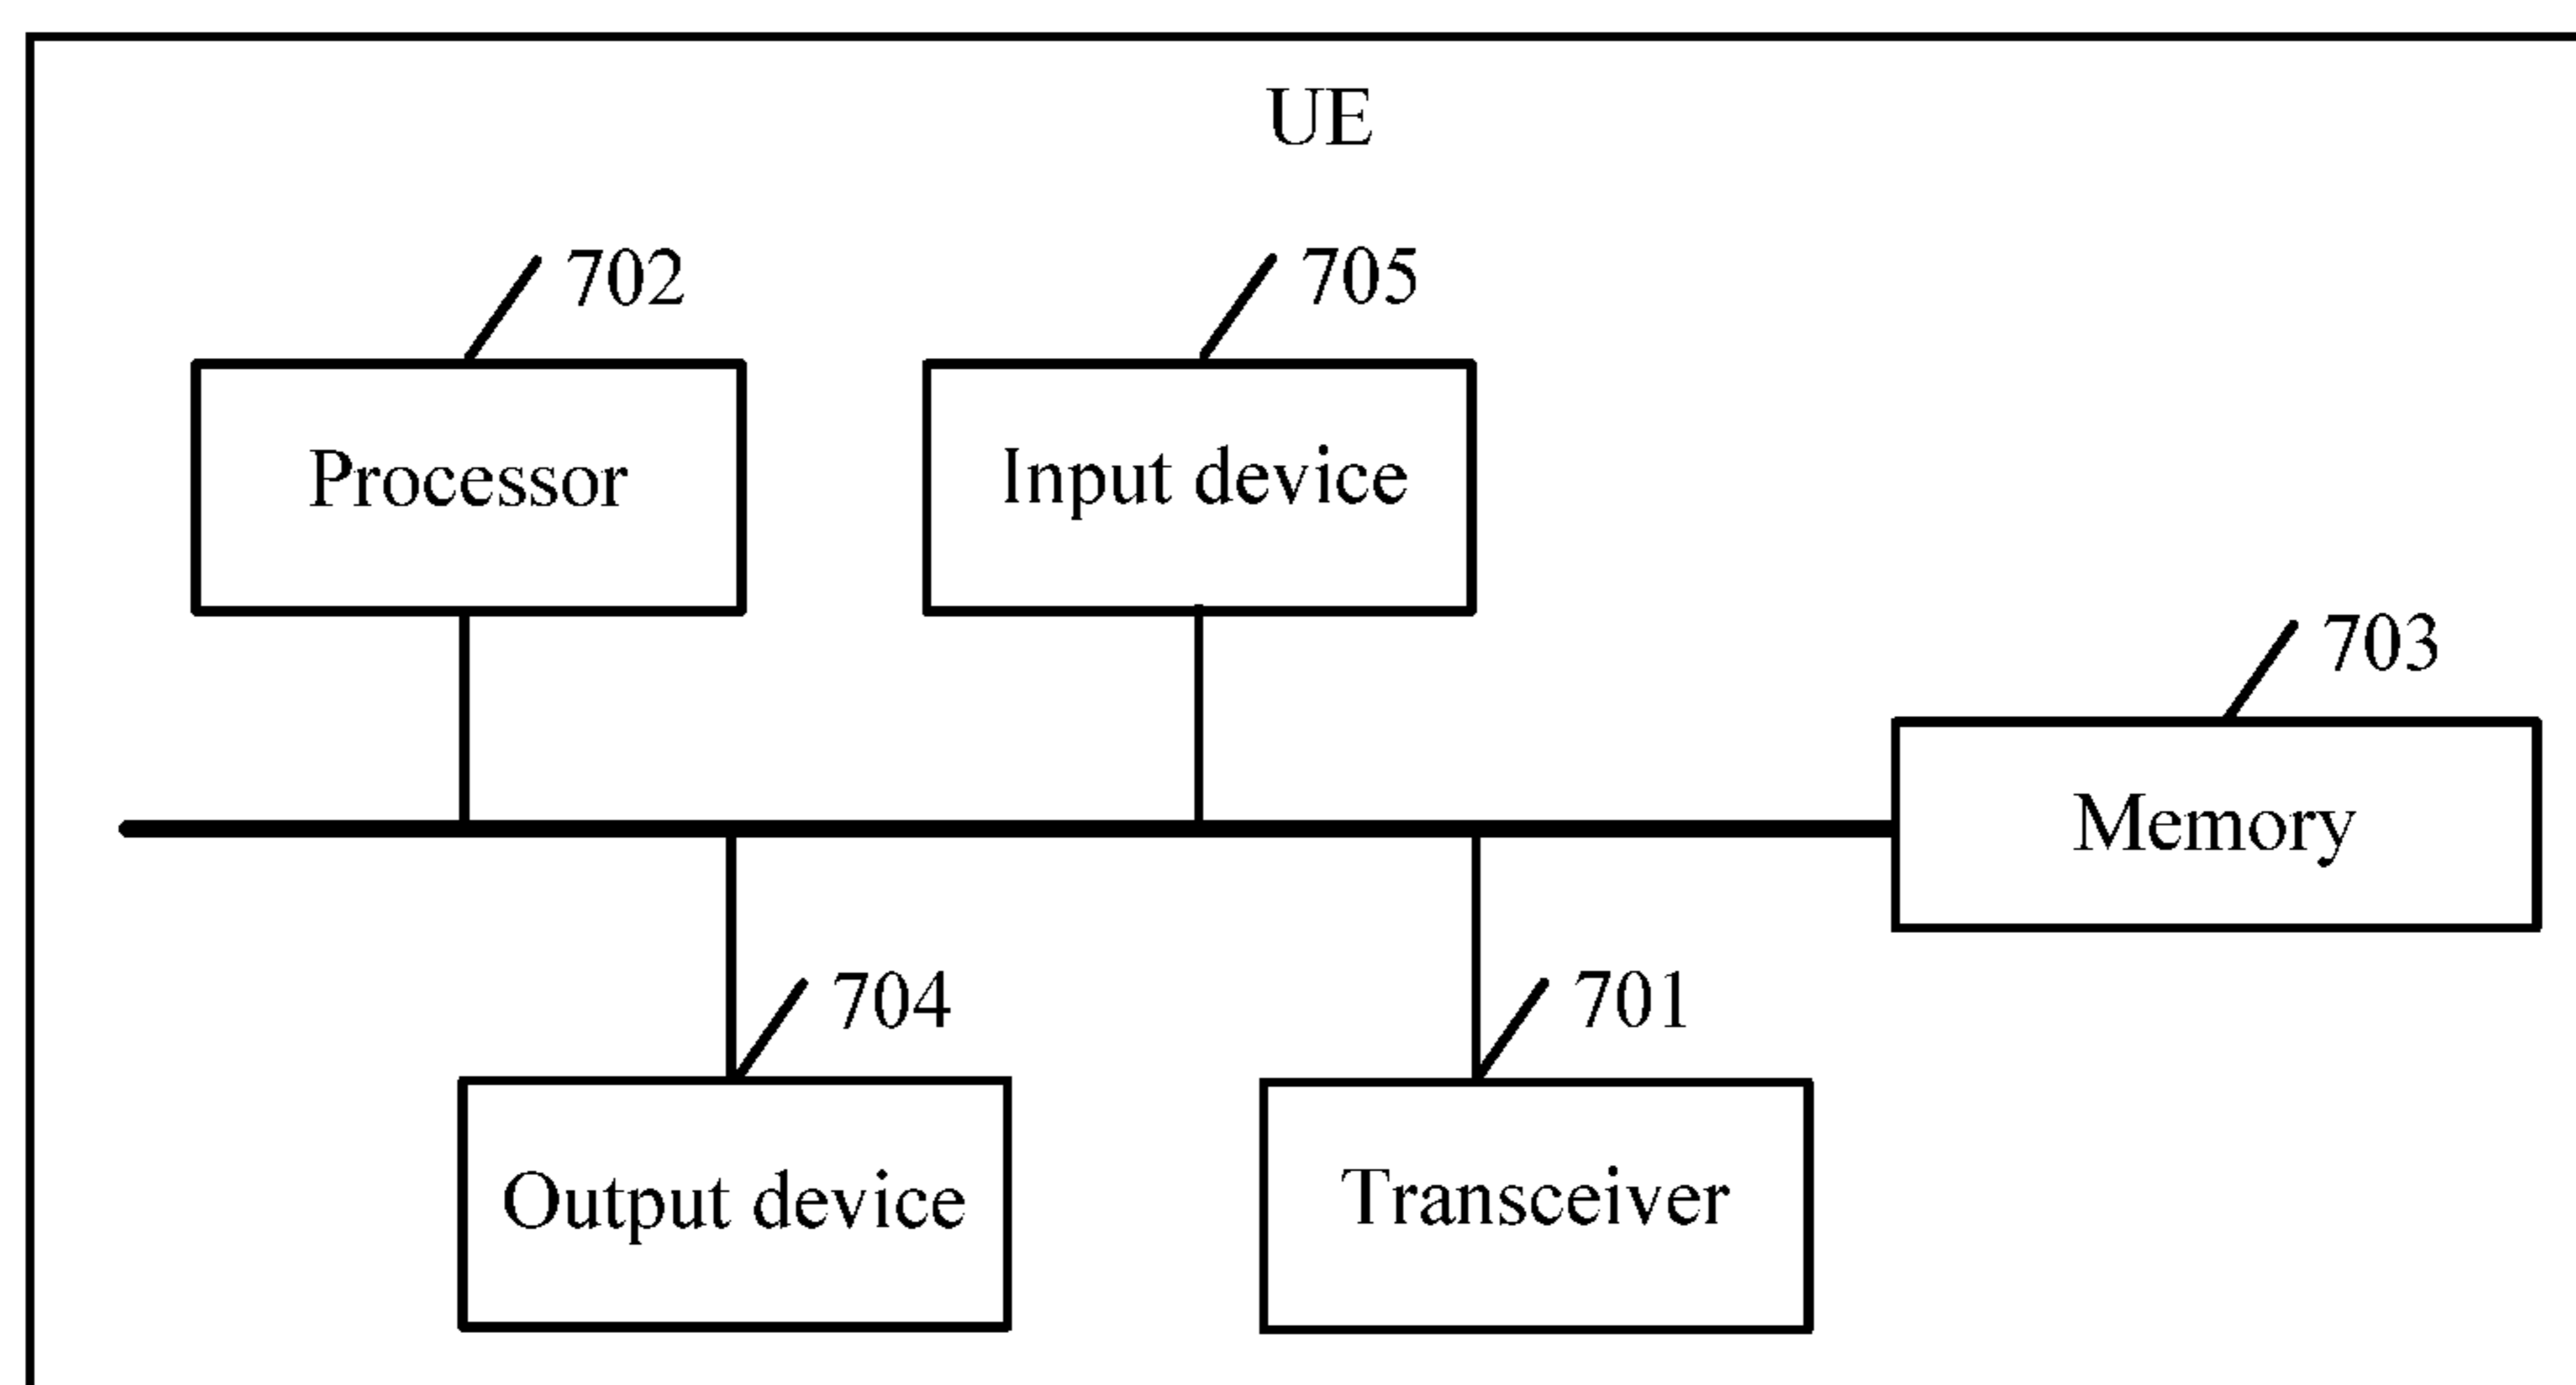 UE
702
705
Processor
Input device
703
Memory
704
701
Output device
Transceiver